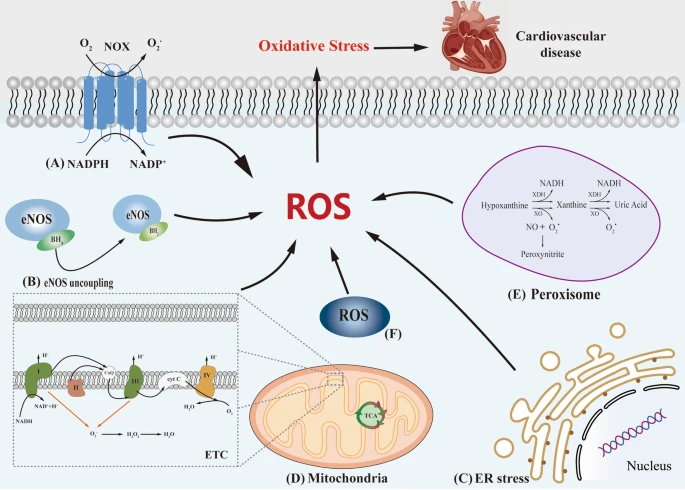 O₂ NOX O₂·⁻
Oxidative Stress
Cardiovascular
disease
(A) NADPH NADP⁺
ROS
eNOS
BH₄
eNOS
BH₄
(B) eNOS uncoupling
NADH NADH
XDH XDH
Hypoxanthine Xanthine Uric Acid
XO XO
NO + O₂·⁻ O₂·⁻
Peroxynitrite
(E) Peroxisome
ROS
(F)
H⁺ H⁺ H⁺
I CoQ cyt C IV
II III
NAD⁺+H⁺
NADH
H₂O O₂
O₂·⁻ H₂O₂ H₂O
ETC
TCA
(D) Mitochondria
(C) ER stress
Nucleus